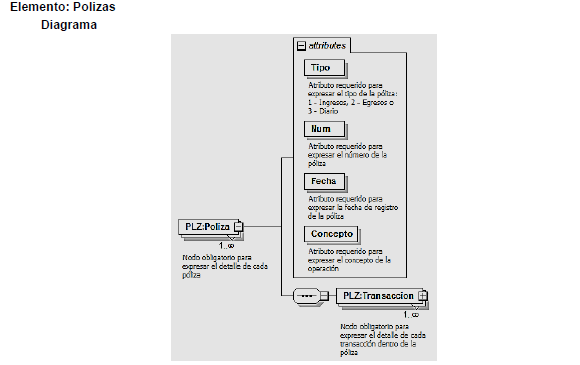 Elemento: Polizas
Diagrama
attributes
Tipo
Atributo requerido para
expresar el tipo de la póliza:
1 - Ingresos, 2 - Egresos o
3 - Diario
Num
Atributo requerido para
expresar el número de la
póliza
Fecha
Atributo requerido para
expresar la fecha de registro
de la póliza
Concepto
Atributo requerido para
expresar el concepto de la
operación
PLZ:Poliza
1..∞
Nodo obligatorio para
expresar el detalle de cada
póliza
PLZ:Transaccion
1..∞
Nodo obligatorio para
expresar el detalle de cada
transacción dentro de la
póliza